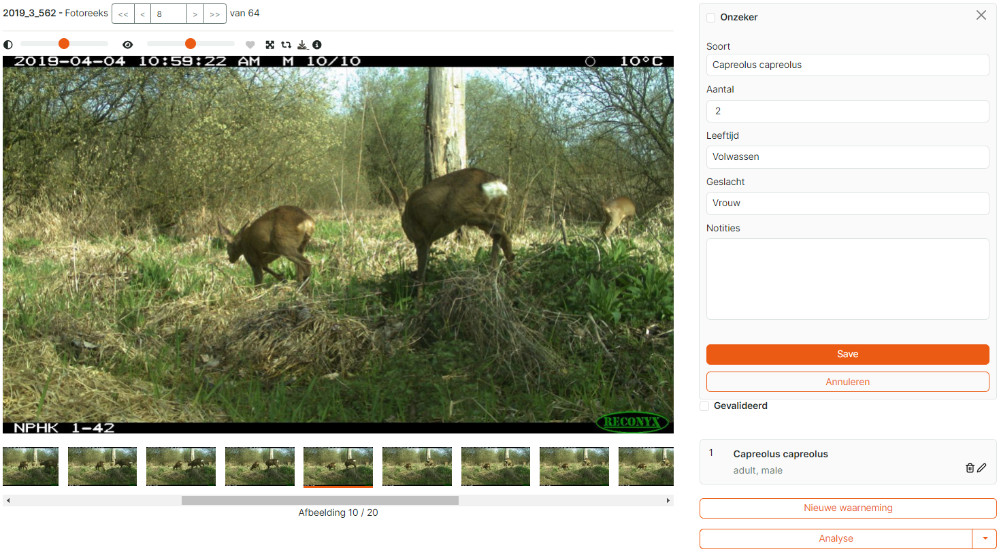 2019_3_562 - Fotoreeks << < 8 > >> van 64
2019-04-04 10:59:22 AM M 10/10 10°C
NPHK 1-42
RECONYX
Afbeelding 10 / 20
Onzeker
Soort
Capreolus capreolus
Aantal
2
Leeftijd
Volwassen
Geslacht
Vrouw
Notities
Save
Annuleren
Gevalideerd
1 Capreolus capreolus
adult, male
Nieuwe waarneming
Analyse